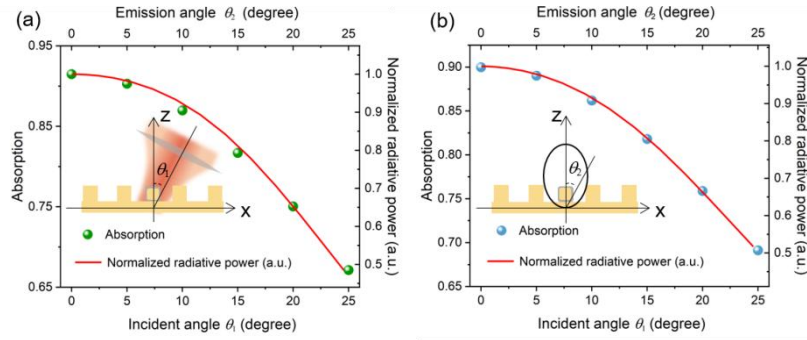 (a)
Emission angle θ₂ (degree)
0 5 10 15 20 25
0.95
0.85
0.75
0.65
Absorption
z
θ₁
x
Absorption
Normalized radiative power (a.u.)
1.0
0.9
0.8
0.7
0.6
0.5
Normalized radiative power (a.u.)
0 5 10 15 20 25
Incident angle θ₁ (degree)
(b)
Emission angle θ₂ (degree)
0 5 10 15 20 25
0.90
0.85
0.80
0.75
0.70
0.65
Absorption
z
θ₂
x
Absorption
Normalized radiative power (a.u.)
1.0
0.9
0.8
0.7
0.6
0.5
Normalized radiative power (a.u.)
0 5 10 15 20 25
Incident angle θ₁ (degree)